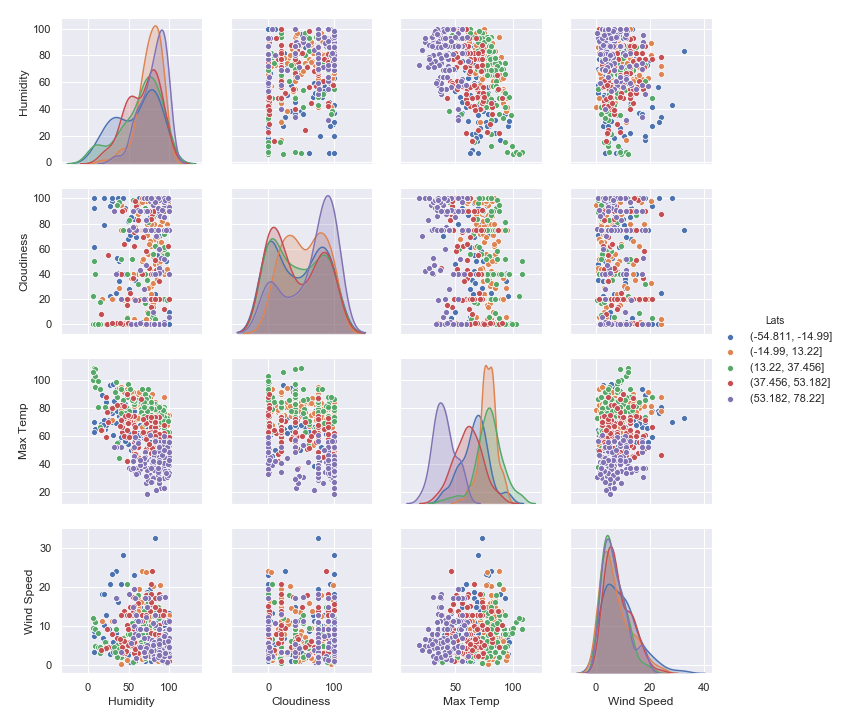 100
80
60
40
20
0
Humidity
100
80
60
40
20
0
Cloudiness
Lats
(-54.811, -14.99]
(-14.99, 13.22]
(13.22, 37.456]
(37.456, 53.182]
(53.182, 78.22]
100
80
60
40
20
Max Temp
30
20
10
0
Wind Speed
0 50 100
0 100
50 100
0 20 40
Humidity
Cloudiness
Max Temp
Wind Speed